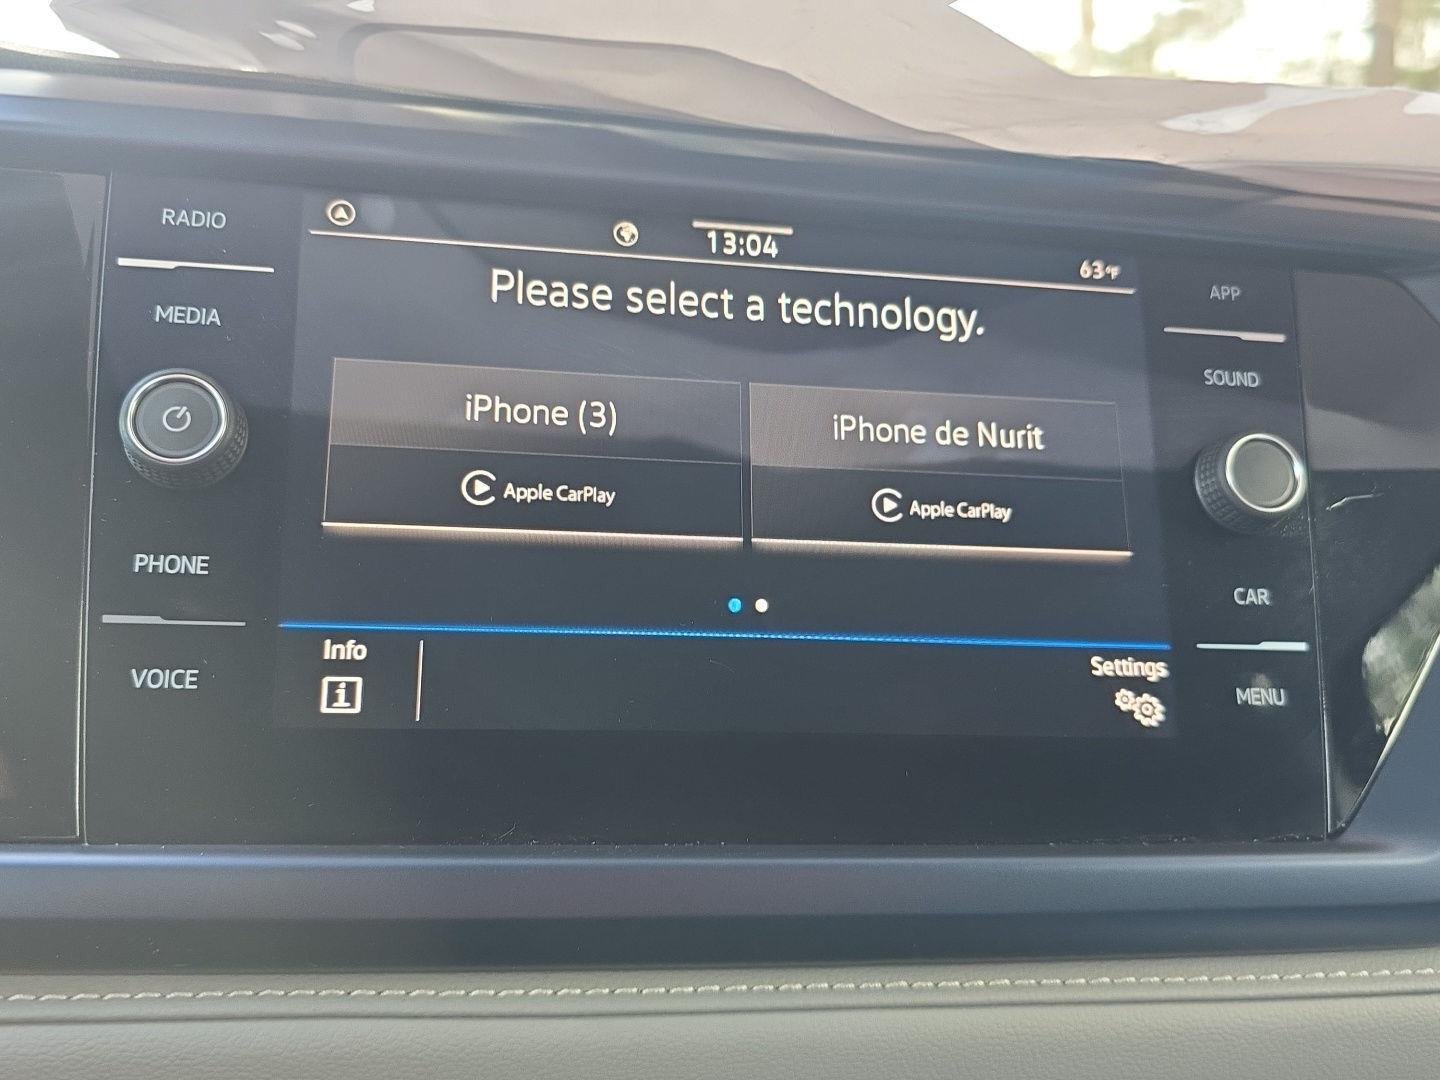 RADIO
MEDIA
PHONE
VOICE
13:04
63°F
Please select a technology.
iPhone (3)
Apple CarPlay
iPhone de Nurit
Apple CarPlay
Info
i
Settings
APP
SOUND
CAR
MENU